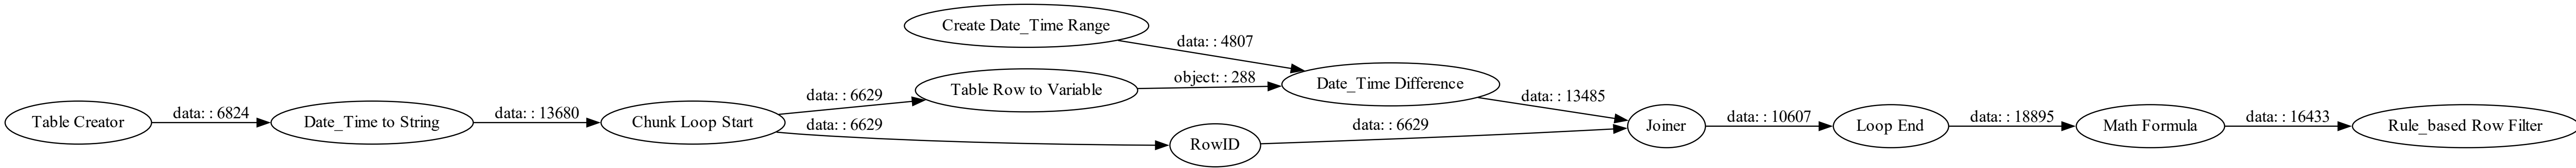 Create Date_Time Range
data: : 4807
Table Creator
data: : 6824
Date_Time to String
data: : 13680
Chunk Loop Start
data: : 6629
Table Row to Variable
object: : 288
Date_Time Difference
data: : 13485
data: : 6629
RowID
data: : 6629
Joiner
data: : 10607
Loop End
data: : 18895
Math Formula
data: : 16433
Rule_based Row Filter